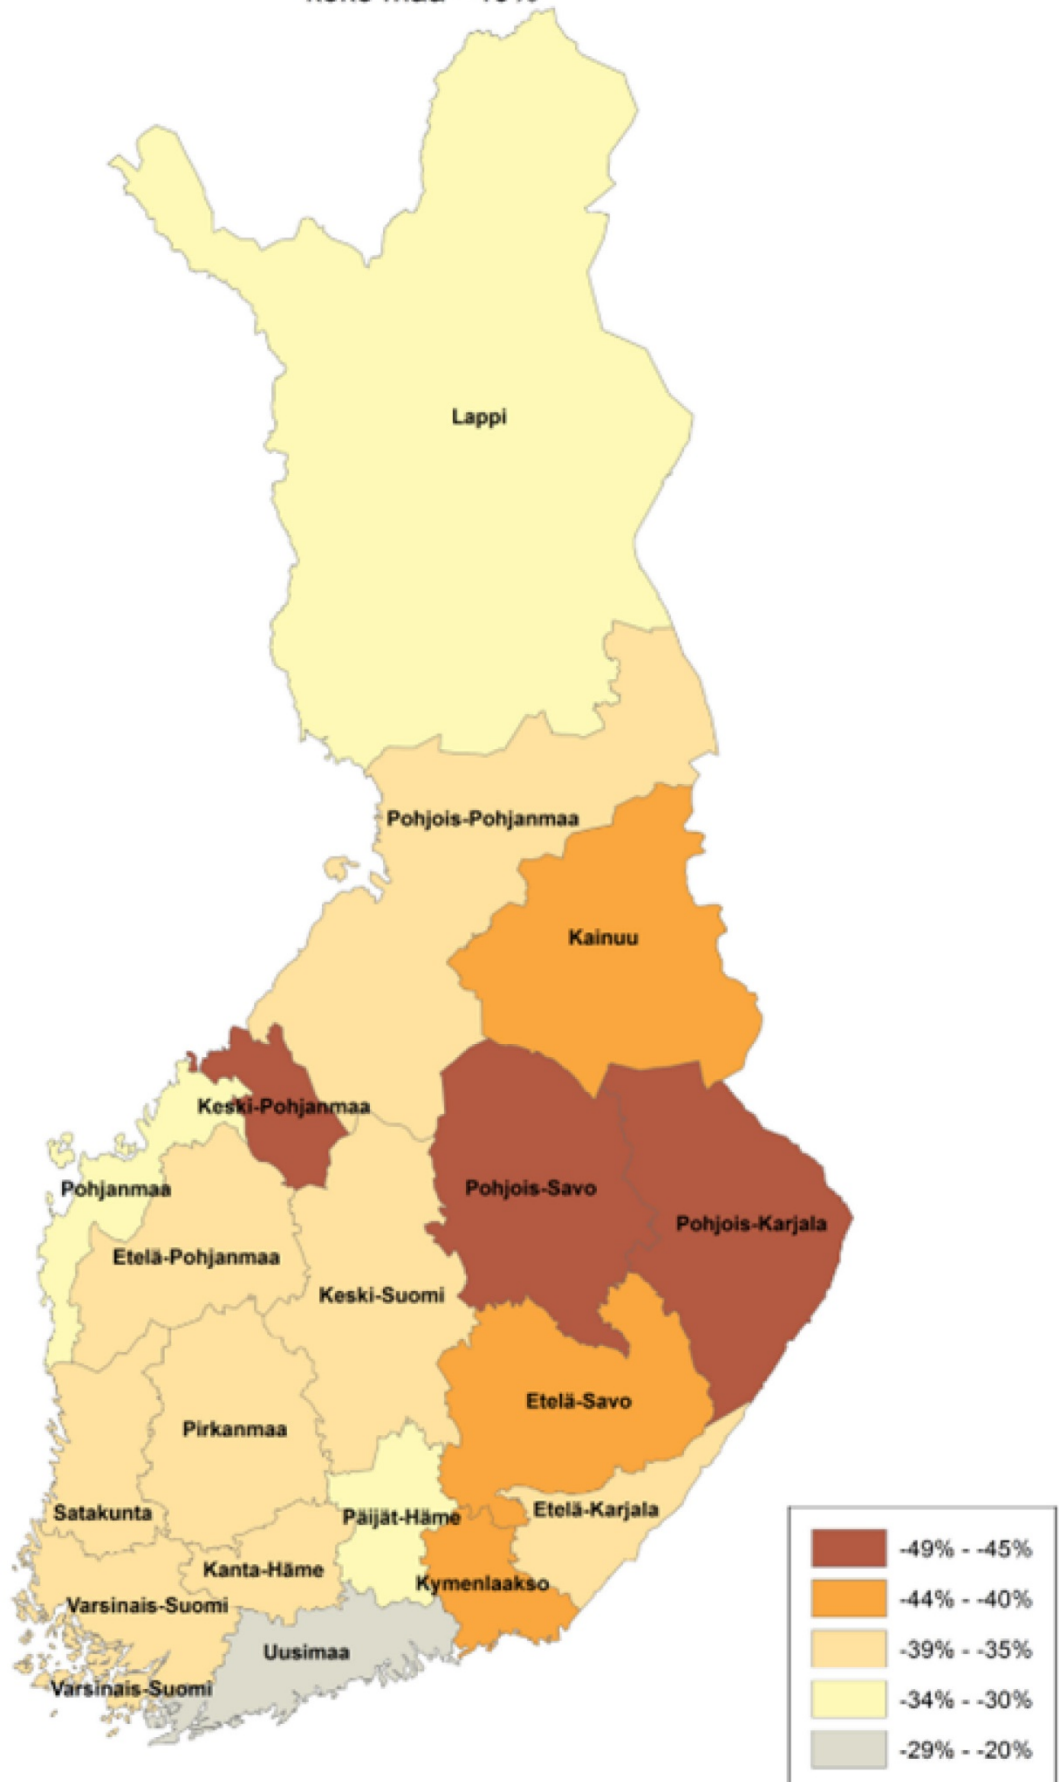 Lappi
Pohjois-Pohjanmaa
Kainuu
Keski-Pohjanmaa
Pohjanmaa
Pohjois-Savo
Pohjois-Karjala
Etelä-Pohjanmaa
Keski-Suomi
Etelä-Savo
Pirkanmaa
Satakunta
Päijät-Häme
Etelä-Karjala
Kanta-Häme
Kymenlaakso
Varsinais-Suomi
Uusimaa
Varsinais-Suomi
-49% - -45%
-44% - -40%
-39% - -35%
-34% - -30%
-29% - -20%